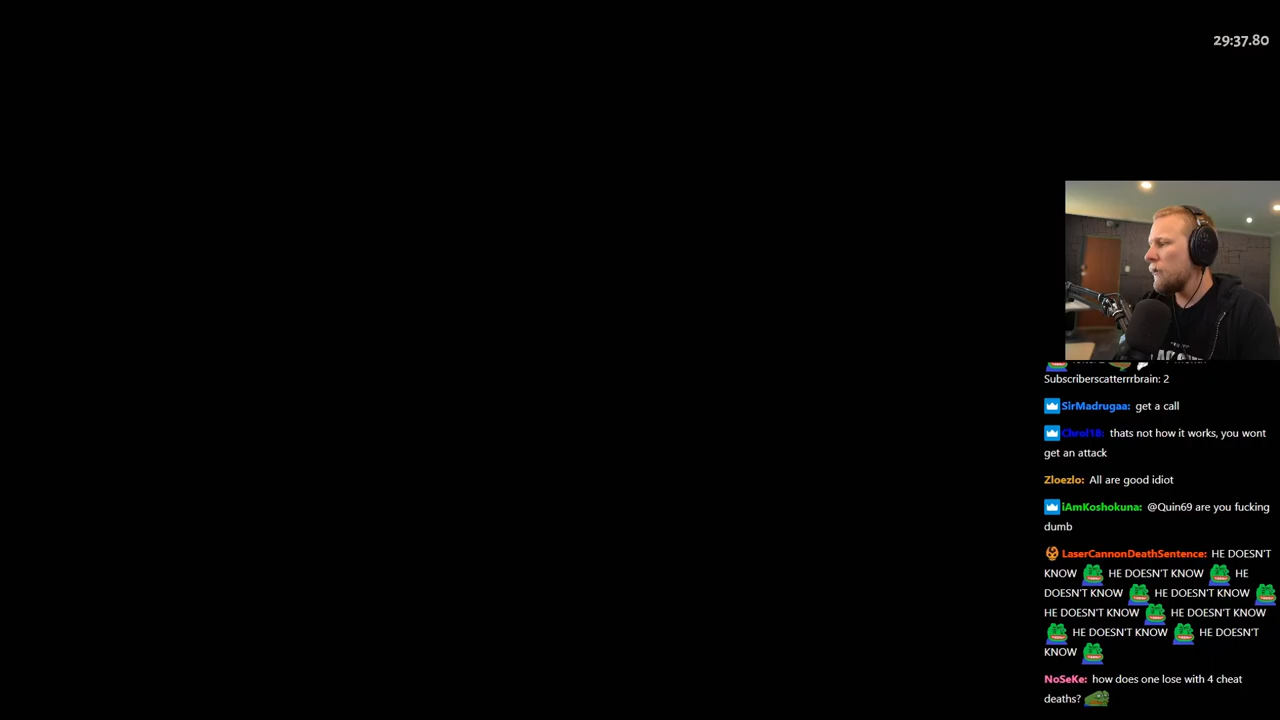 29:37.80
Subscriberscatterrrbrain: 2
SirMadrugaa: get a call
Chrol18: thats not how it works, you wont
get an attack
Zloezlo: All are good idiot
iAmKoshokuna: @Quin69 are you fucking
dumb
LaserCannonDeathSentence: HE DOESN'T
KNOW HE DOESN'T KNOW HE
DOESN'T KNOW HE DOESN'T KNOW
HE DOESN'T KNOW HE DOESN'T KNOW
HE DOESN'T KNOW HE DOESN'T
KNOW
NoSeKe: how does one lose with 4 cheat
deaths?